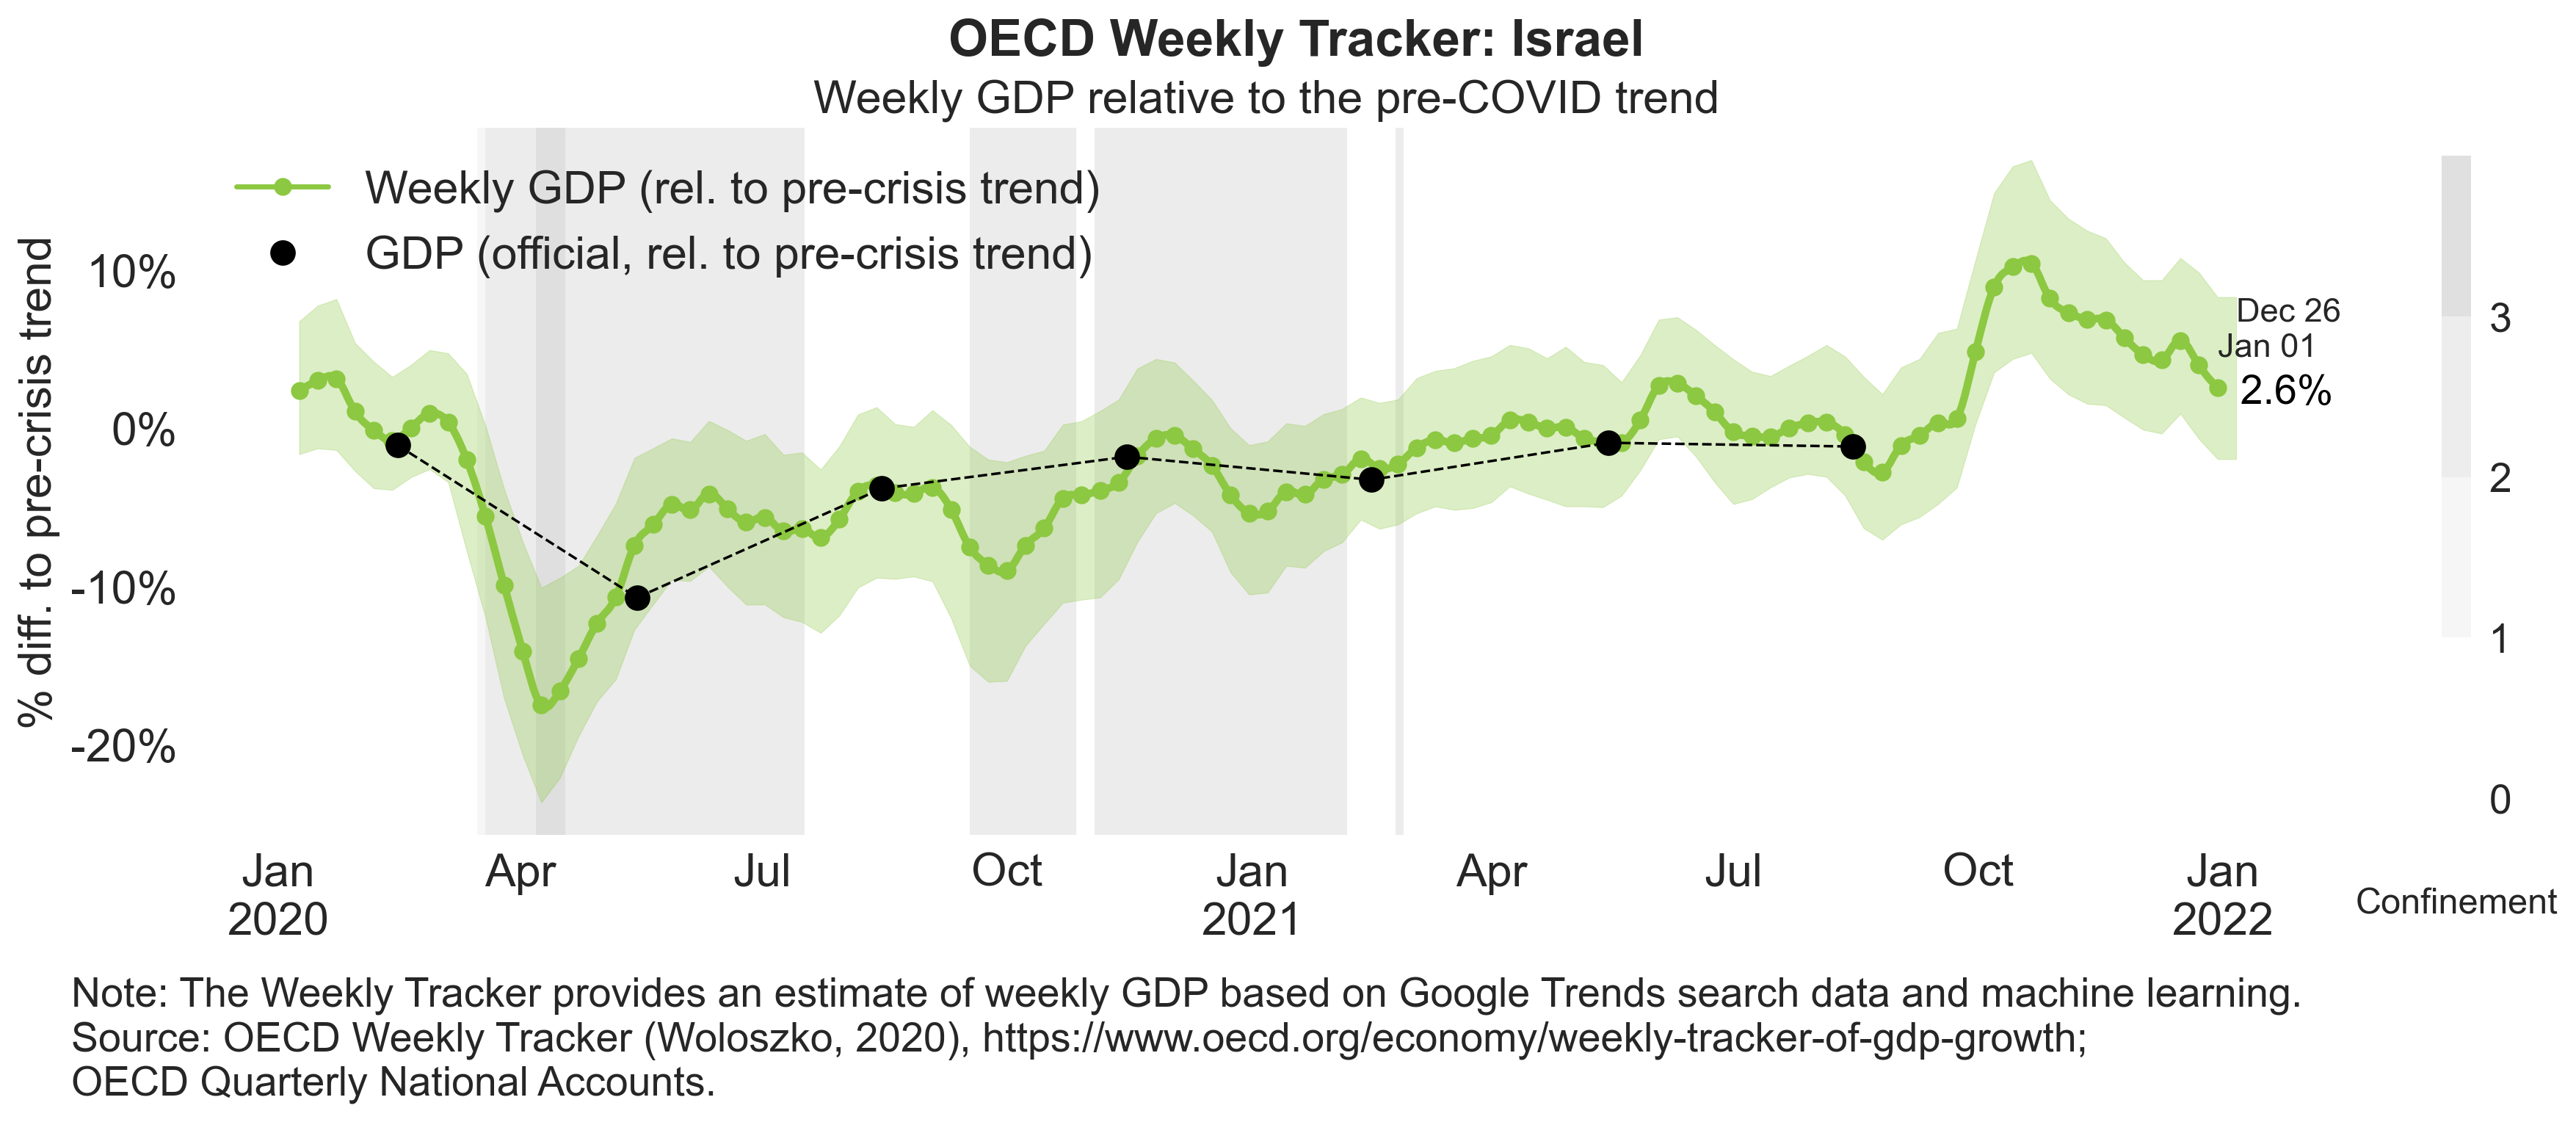 OECD Weekly Tracker: Israel
Weekly GDP relative to the pre-COVID trend
Weekly GDP (rel. to pre-crisis trend)
GDP (official, rel. to pre-crisis trend)
% diff. to pre-crisis trend
10%
0%
-10%
-20%
Dec 26
Jan 01
2.6%
3
2
1
0
Confinement
Jan
2020
Apr
Jul
Oct
Jan
2021
Apr
Jul
Oct
Jan
2022
Note: The Weekly Tracker provides an estimate of weekly GDP based on Google Trends search data and machine learning.
Source: OECD Weekly Tracker (Woloszko, 2020), https://www.oecd.org/economy/weekly-tracker-of-gdp-growth;
OECD Quarterly National Accounts.